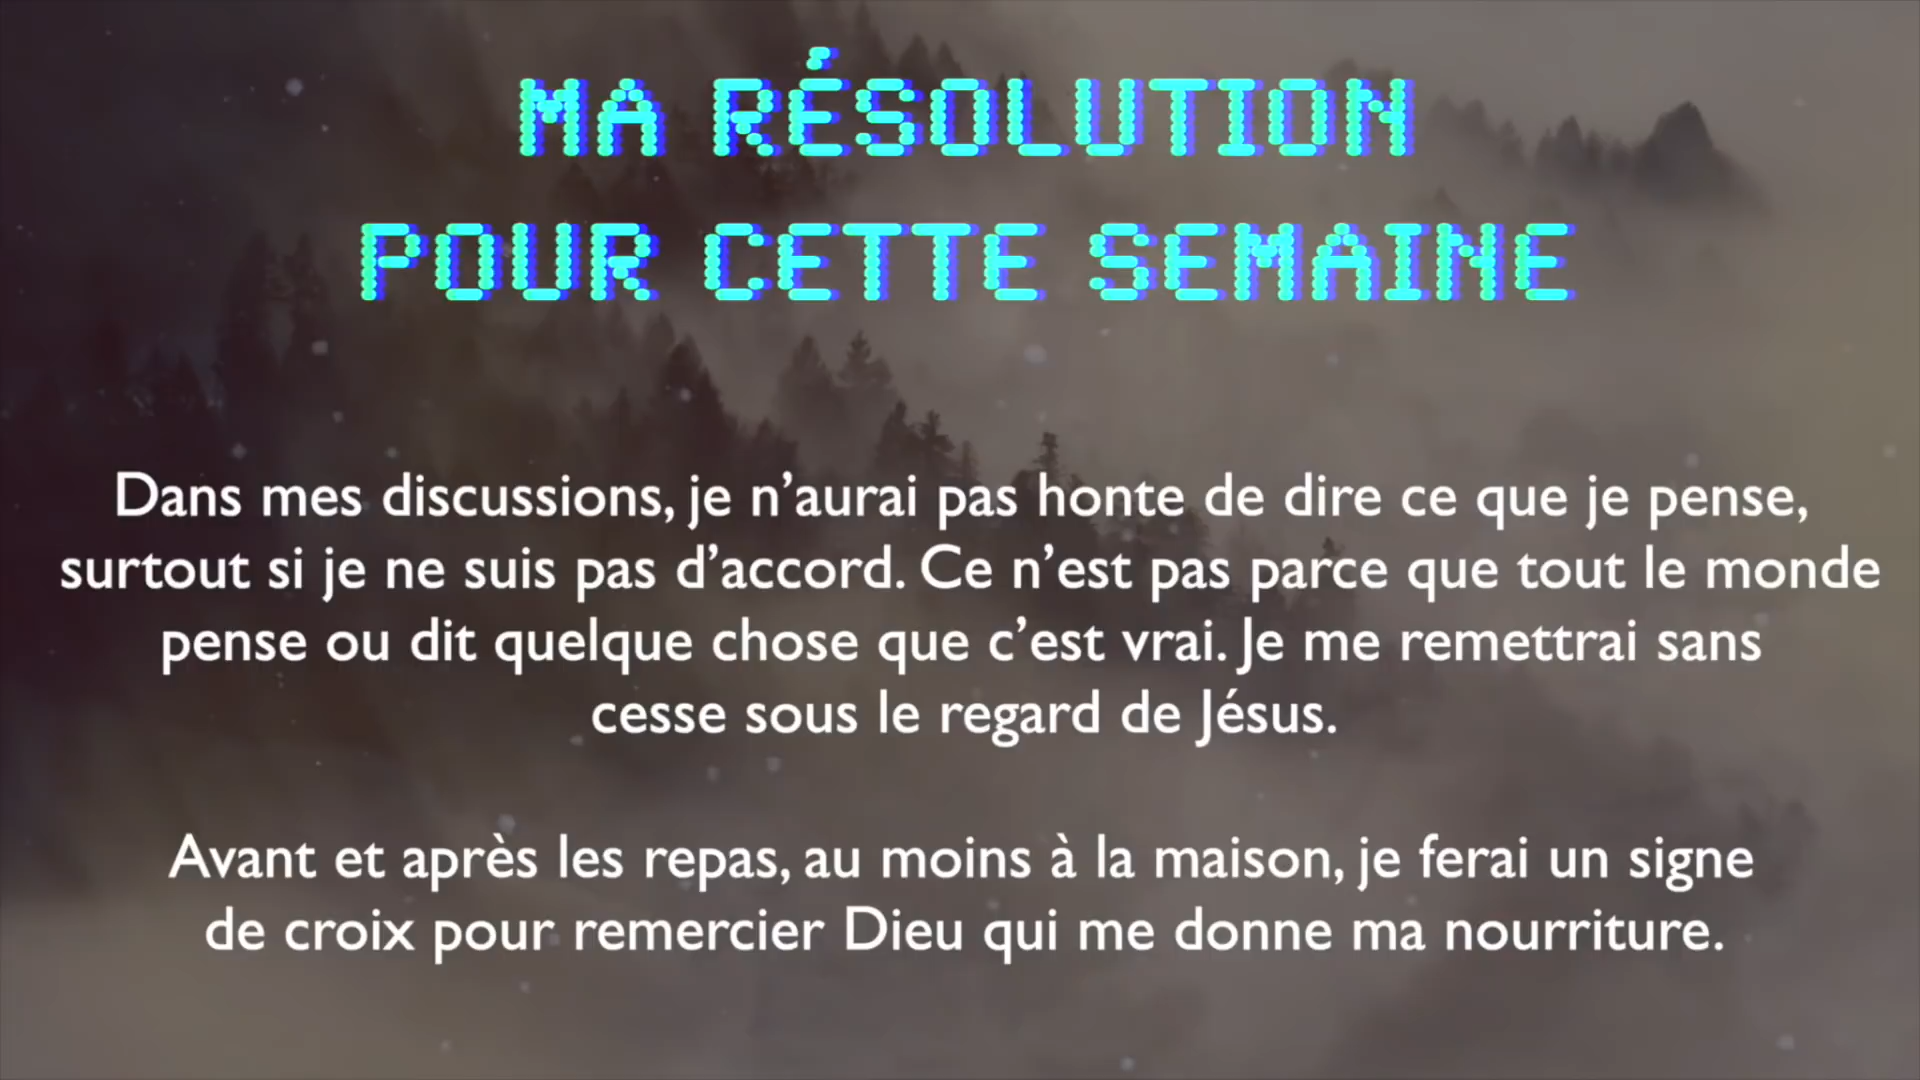 MA RÉSOLUTION
POUR CETTE SEMAINE
Dans mes discussions, je n’aurai pas honte de dire ce que je pense,
surtout si je ne suis pas d’accord. Ce n’est pas parce que tout le monde
pense ou dit quelque chose que c’est vrai. Je me remettrai sans
cesse sous le regard de Jésus.
Avant et après les repas, au moins à la maison, je ferai un signe
de croix pour remercier Dieu qui me donne ma nourriture.